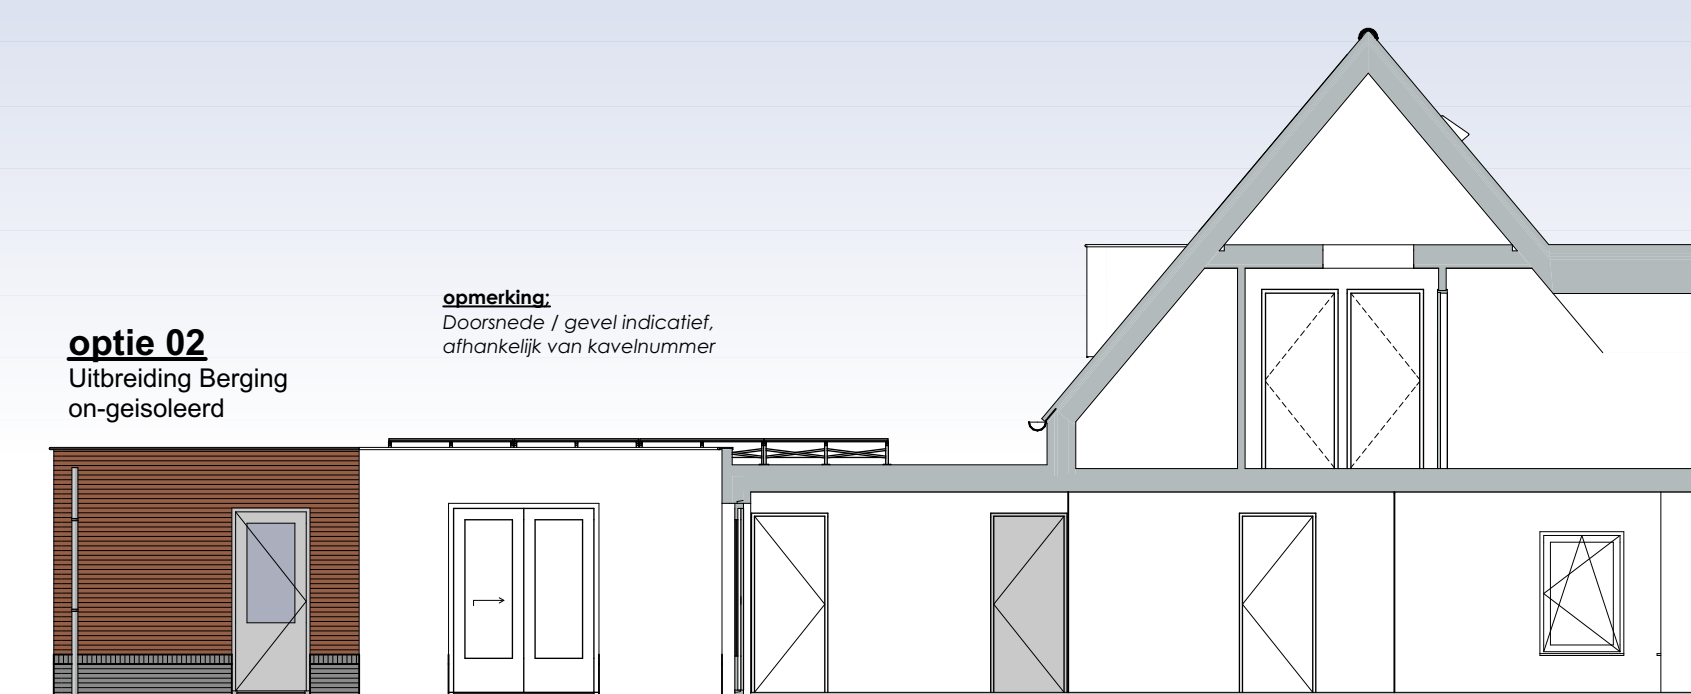 opmerking;
Doorsnede / gevel indicatief,
afhankelijk van kavelnummer
optie 02
Uitbreiding Berging
on-geisoleerd